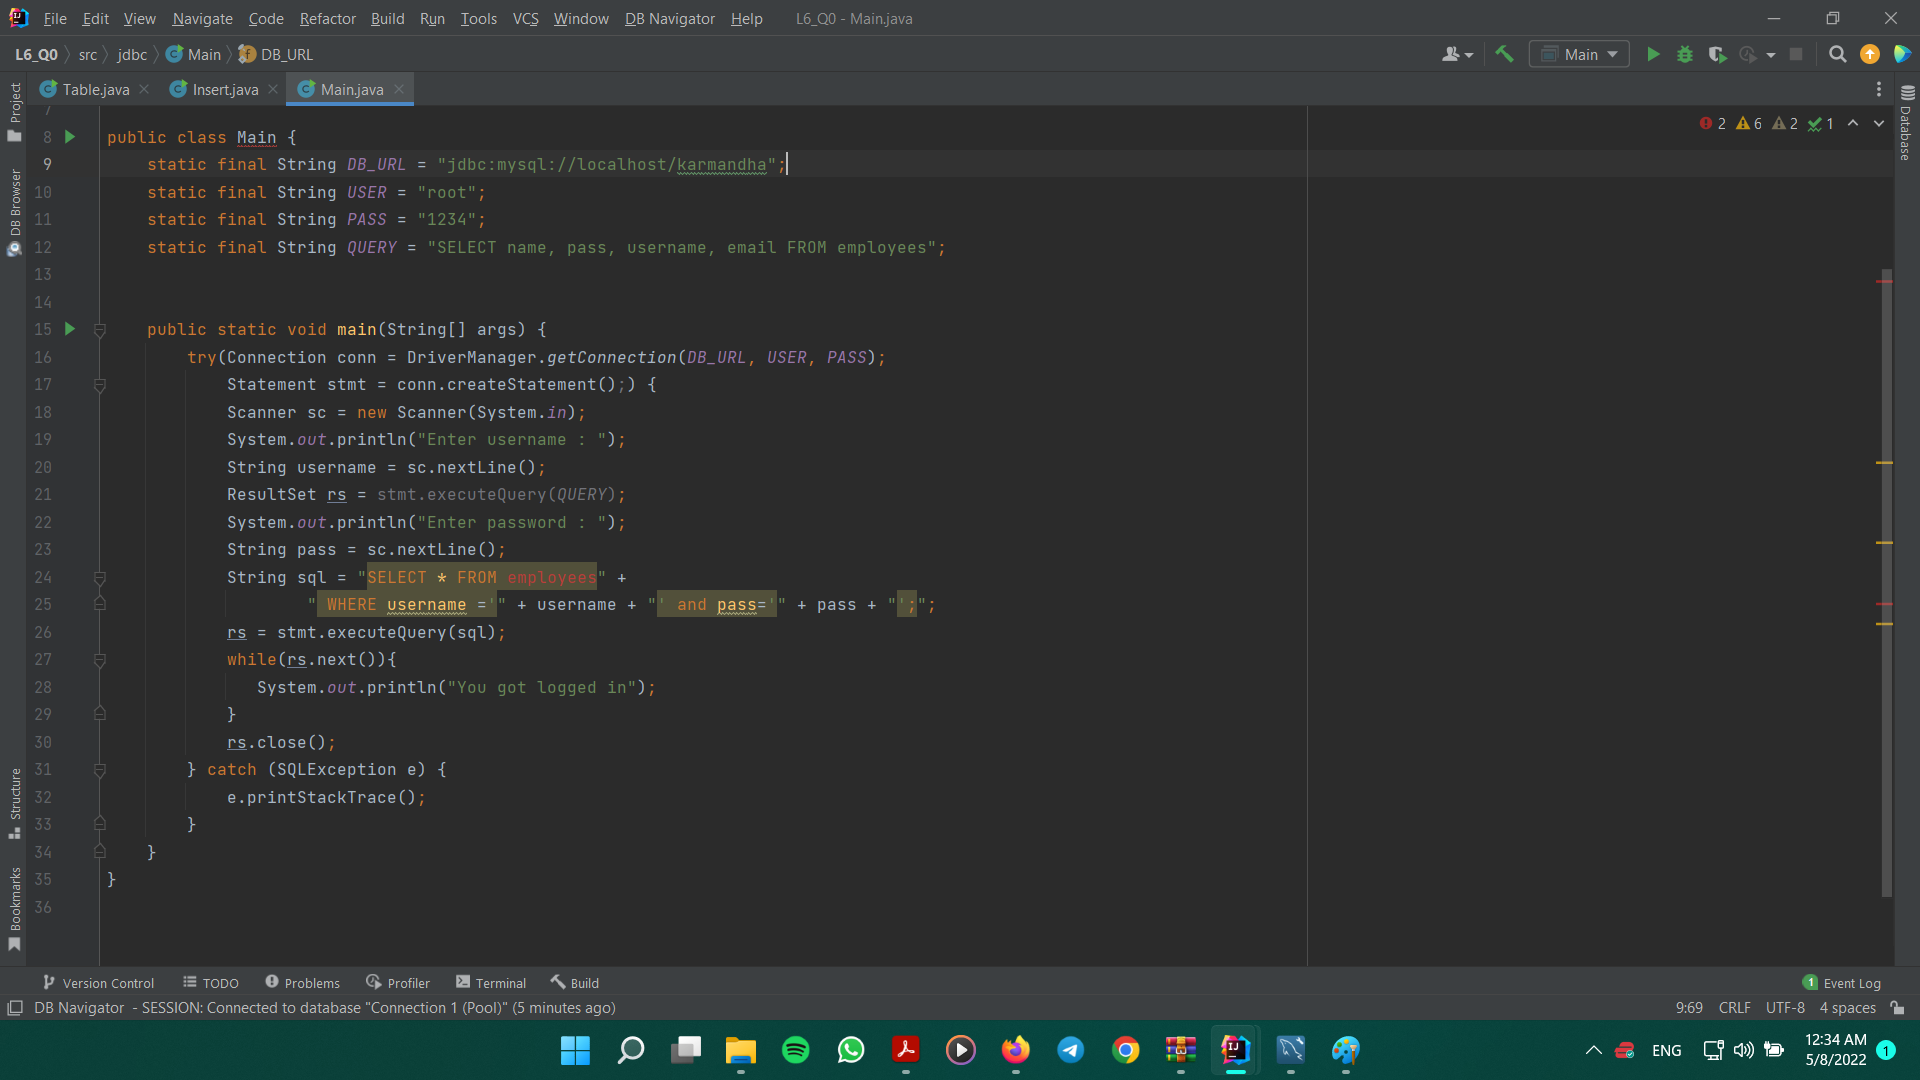 File Edit View Navigate Code Refactor Build Run Tools VCS Window DB Navigator Help L6_Q0 - Main.java
L6_Q0 src jdbc Main DB_URL
Main
Table.java Insert.java Main.java
Project
DB Browser
Structure
Bookmarks
Database
2 6 2 1
7
8 public class Main {
9 static final String DB_URL = "jdbc:mysql://localhost/karmandha";
10 static final String USER = "root";
11 static final String PASS = "1234";
12 static final String QUERY = "SELECT name, pass, username, email FROM employees";
13
14
15 public static void main(String[] args) {
16 try(Connection conn = DriverManager.getConnection(DB_URL, USER, PASS);
17 Statement stmt = conn.createStatement();) {
18 Scanner sc = new Scanner(System.in);
19 System.out.println("Enter username : ");
20 String username = sc.nextLine();
21 ResultSet rs = stmt.executeQuery(QUERY);
22 System.out.println("Enter password : ");
23 String pass = sc.nextLine();
24 String sql = "SELECT * FROM employees" +
25 " WHERE username ='" + username + "' and pass='" + pass + "';";
26 rs = stmt.executeQuery(sql);
27 while(rs.next()){
28 System.out.println("You got logged in");
29 }
30 rs.close();
31 } catch (SQLException e) {
32 e.printStackTrace();
33 }
34 }
35 }
36
Version Control TODO Problems Profiler Terminal Build 1 Event Log
DB Navigator - SESSION: Connected to database "Connection 1 (Pool)" (5 minutes ago) 9:69 CRLF UTF-8 4 spaces
ENG 12:34 AM 1
5/8/2022